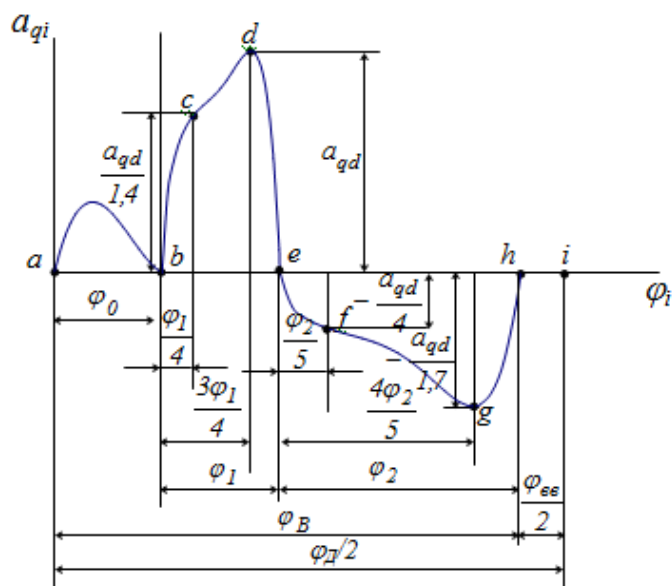 a_qi
d
c
a_qd/1,4
a_qd
a
b
e
h
i
φ_i
φ_0
φ_1/4
φ_2/5
f
-a_qd/4
-a_qd/1,7
3φ_1/4
4φ_2/5
g
φ_1
φ_2
φ_вв/2
φ_В
φ_Д/2